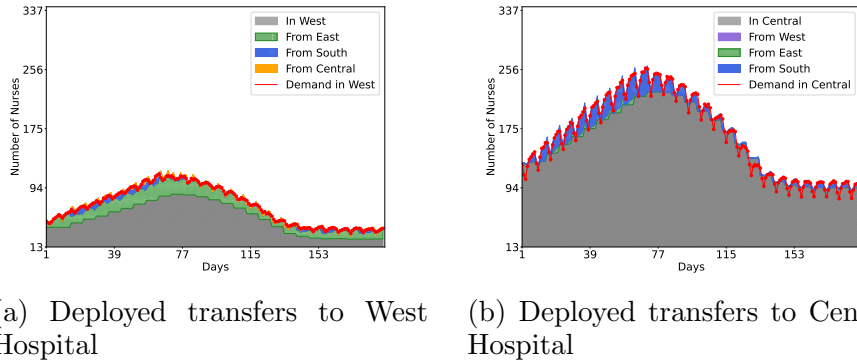 337
256
175
94
13
Number of Nurses
In West
From East
From South
From Central
Demand in West
1 39 77 115 153
Days
337
256
175
94
13
Number of Nurses
In Central
From West
From East
From South
Demand in Central
1 39 77 115 153
Days
a) Deployed transfers to West
Hospital
(b) Deployed transfers to Cen
Hospital